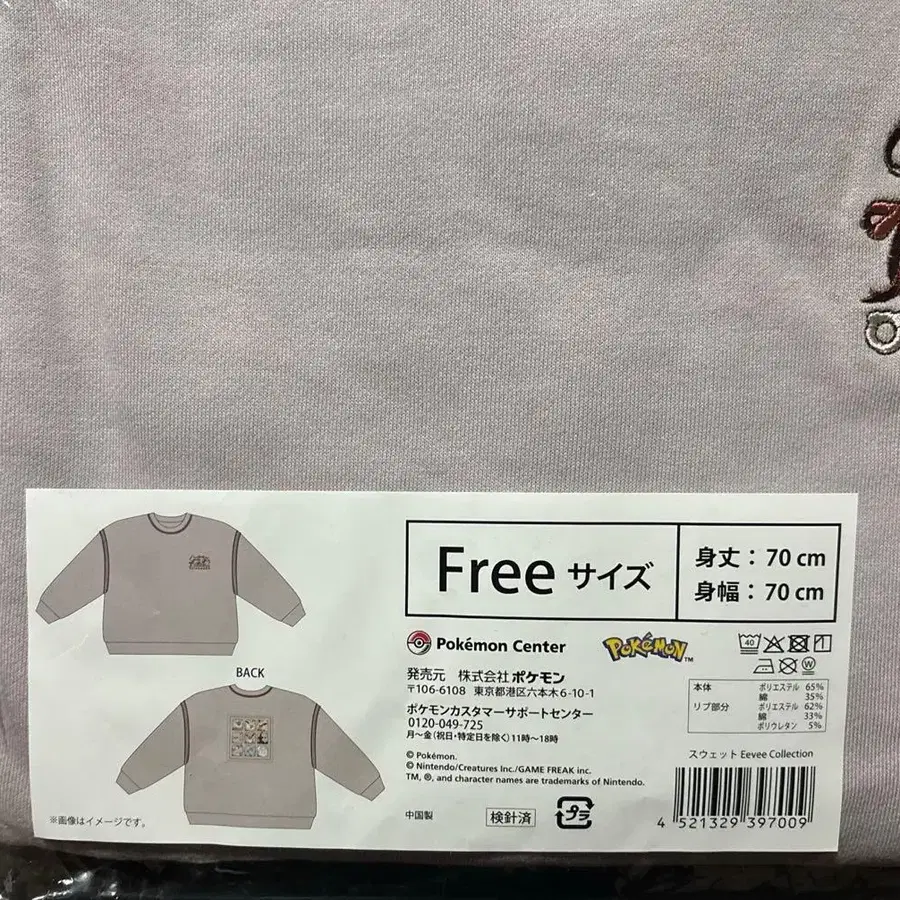 Free サイズ
身丈：70 cm
身幅：70 cm
Pokémon Center
POKéMON™
発売元 株式会社 ポケモン
〒106-6108 東京都港区六本木6-10-1
ポケモンカスタマーサポートセンター
0120-049-725
月〜金（祝日・特定日を除く）11時〜18時
© Pokémon.
© Nintendo/Creatures Inc./GAME FREAK inc.
TM, ®, and character names are trademarks of Nintendo.
中国製
検針済
プラ
40
W
本体 ポリエステル 65%
綿 35%
リブ部分 ポリエステル 62%
綿 33%
ポリウレタン 5%
スウェット Eevee Collection
4 521329 397009
BACK
※画像はイメージです。